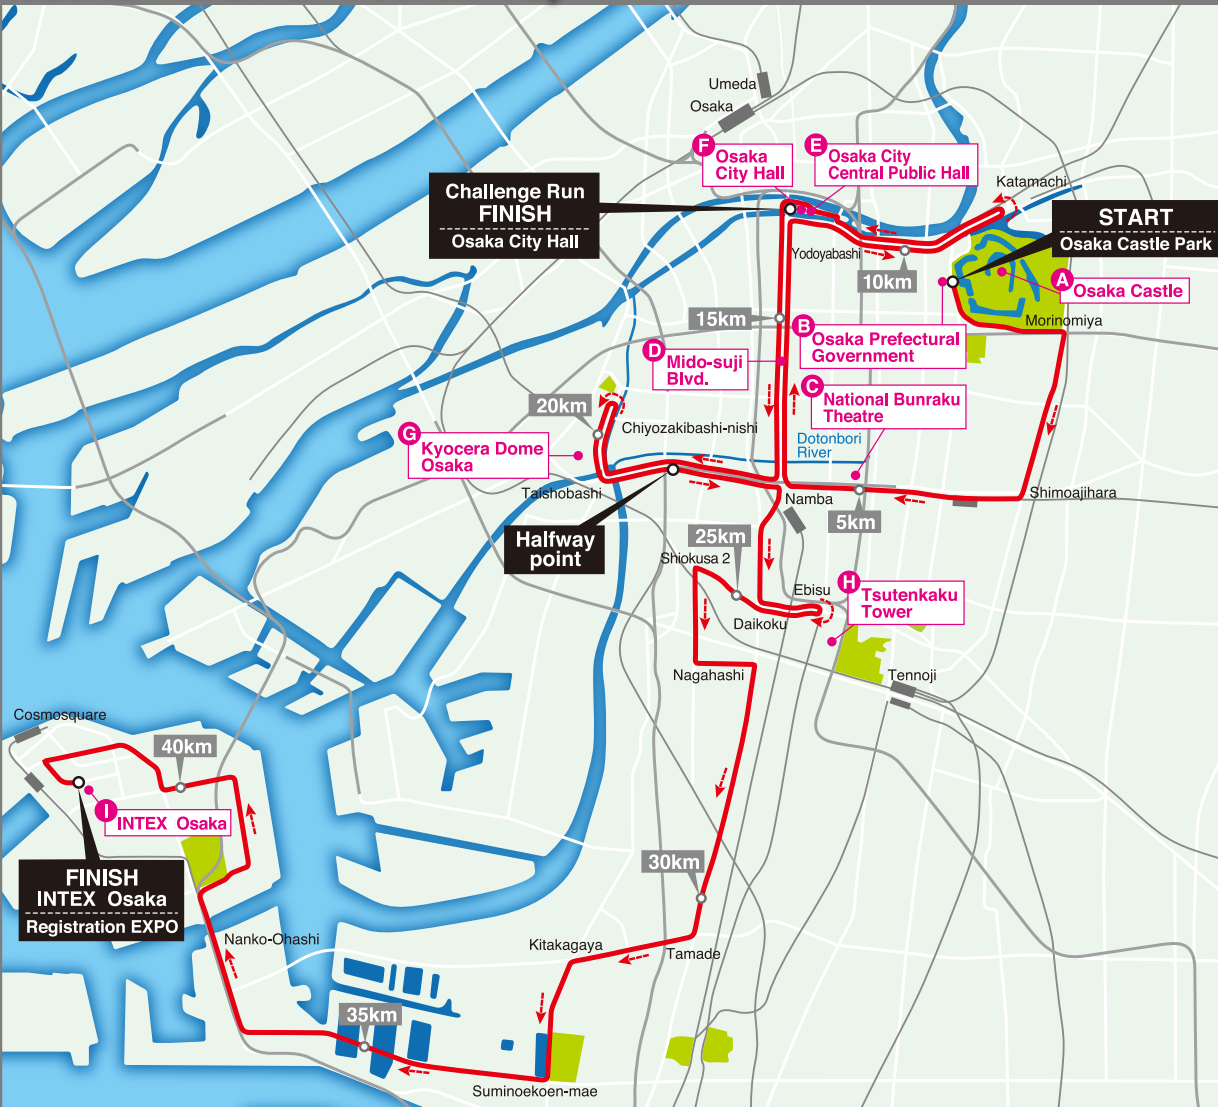 Umeda
Osaka
F
Osaka
City Hall
E
Osaka City
Central Public Hall
Katamachi
Challenge Run
FINISH
Osaka City Hall
START
Osaka Castle Park
Yodoyabashi
10km
A
Osaka Castle
15km
B
Osaka Prefectural
Government
Morinomiya
D
Mido-suji
Blvd.
C
National Bunraku
Theatre
20km
Chiyozakibashi-nishi
G
Kyocera Dome
Osaka
Dotonbori
River
Taishobashi
Namba
Shimoajihara
5km
Halfway
point
25km
Shiokusa 2
Ebisu
H
Tsutenkaku
Tower
Daikoku
Nagahashi
Tennoji
Cosmosquare
40km
I
INTEX Osaka
FINISH
INTEX Osaka
Registration EXPO
30km
Nanko-Ohashi
Kitakagaya
Tamade
35km
Suminoekoen-mae